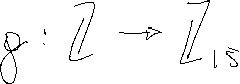 g : ℤ → ℤ₁₅